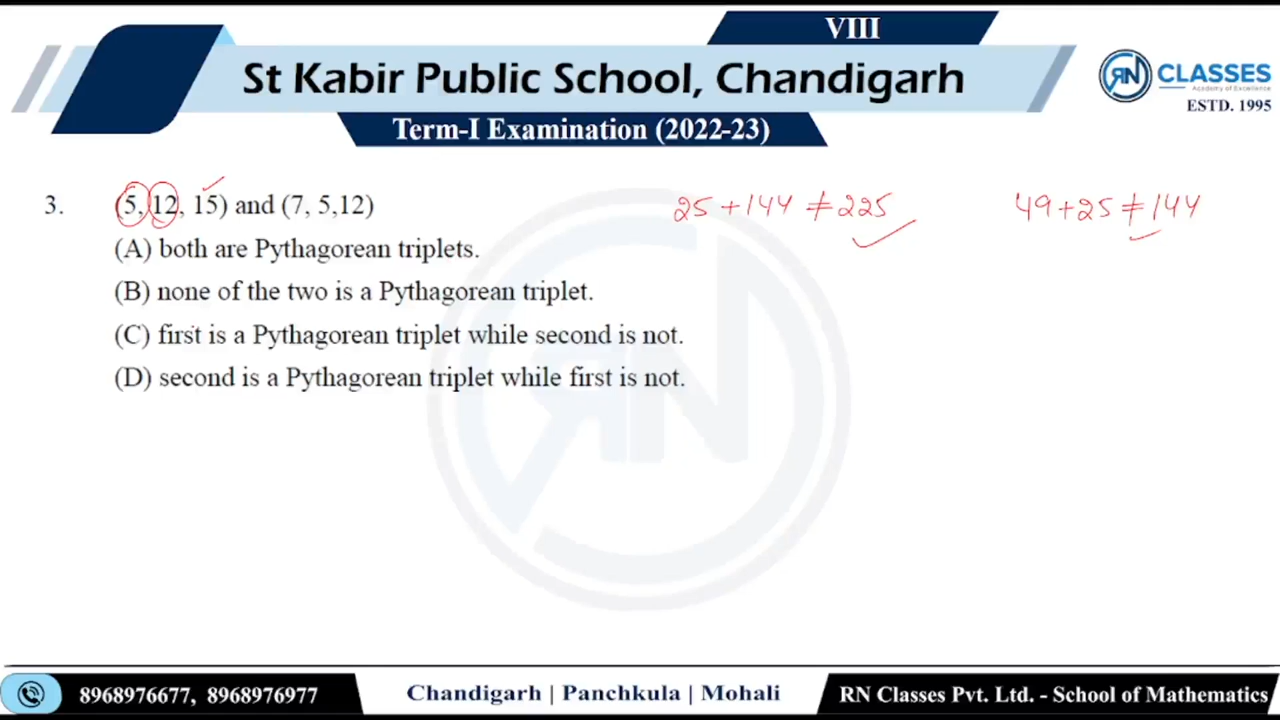 VIII
St Kabir Public School, Chandigarh
RN CLASSES
Academy of Excellence
ESTD. 1995
Term-I Examination (2022-23)
3. (5, 12, 15) and (7, 5,12) 25 + 144 ≠ 225 49 + 25 ≠ 144
(A) both are Pythagorean triplets.
(B) none of the two is a Pythagorean triplet.
(C) first is a Pythagorean triplet while second is not.
(D) second is a Pythagorean triplet while first is not.
RN
8968976677, 8968976977 Chandigarh | Panchkula | Mohali RN Classes Pvt. Ltd. - School of Mathematics